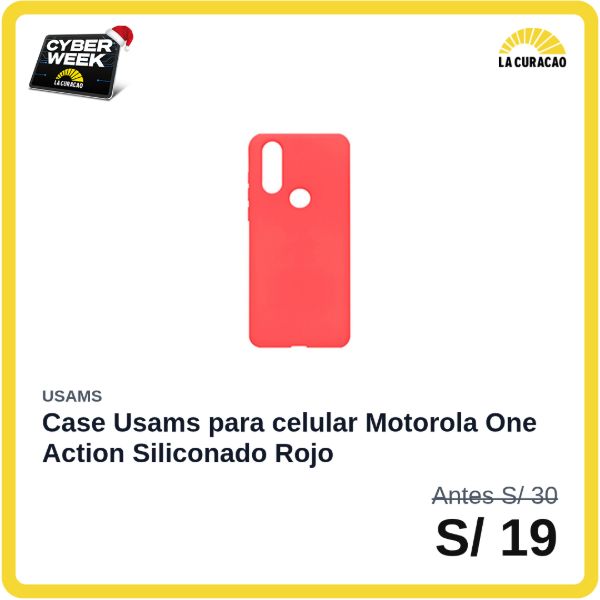 CYBER
WEEK
LA CURACAO
LA CURACAO
USAMS
Case Usams para celular Motorola One
Action Siliconado Rojo
Antes S/ 30
S/ 19